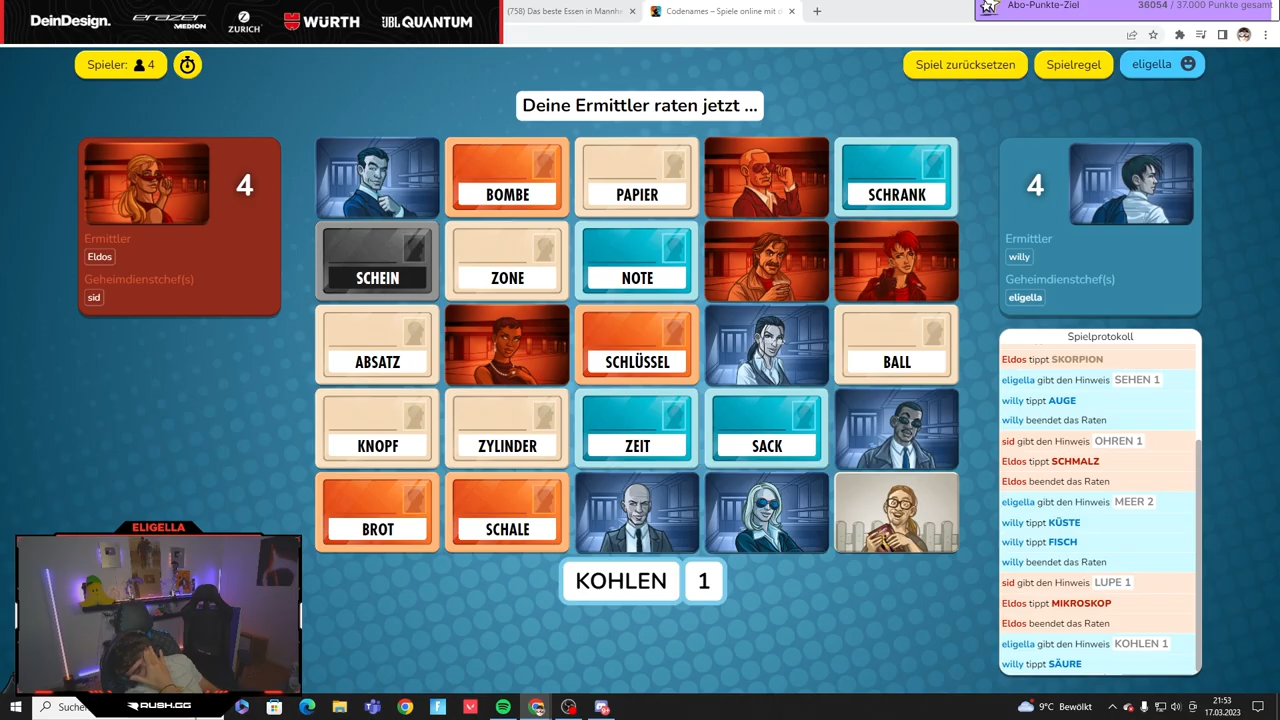 DeinDesign.
erazer
MEDION
ZURICH
WÜRTH
JBL QUANTUM
(758) Das beste Essen in Mannhe
Codenames – Spiele online mit d
Abo-Punkte-Ziel
36054 / 37.000 Punkte gesamt
Spieler: 4
Spiel zurücksetzen
Spielregel
eligella
Deine Ermittler raten jetzt ...
4
Ermittler
Eldos
Geheimdienstchef(s)
sid
BOMBE
PAPIER
SCHRANK
SCHEIN
ZONE
NOTE
ABSATZ
SCHLÜSSEL
BALL
KNOPF
ZYLINDER
ZEIT
SACK
BROT
SCHALE
KOHLEN 1
4
Ermittler
willy
Geheimdienstchef(s)
eligella
Spielprotokoll
Eldos tippt SKORPION
eligella gibt den Hinweis SEHEN 1
willy tippt AUGE
willy beendet das Raten
sid gibt den Hinweis OHREN 1
Eldos tippt SCHMALZ
Eldos beendet das Raten
eligella gibt den Hinweis MEER 2
willy tippt KÜSTE
willy tippt FISCH
willy beendet das Raten
sid gibt den Hinweis LUPE 1
Eldos tippt MIKROSKOP
Eldos beendet das Raten
eligella gibt den Hinweis KOHLEN 1
willy tippt SÄURE
ELIGELLA
RUSH.GG
Suche
9°C Bewölkt
21:53
17.03.2023